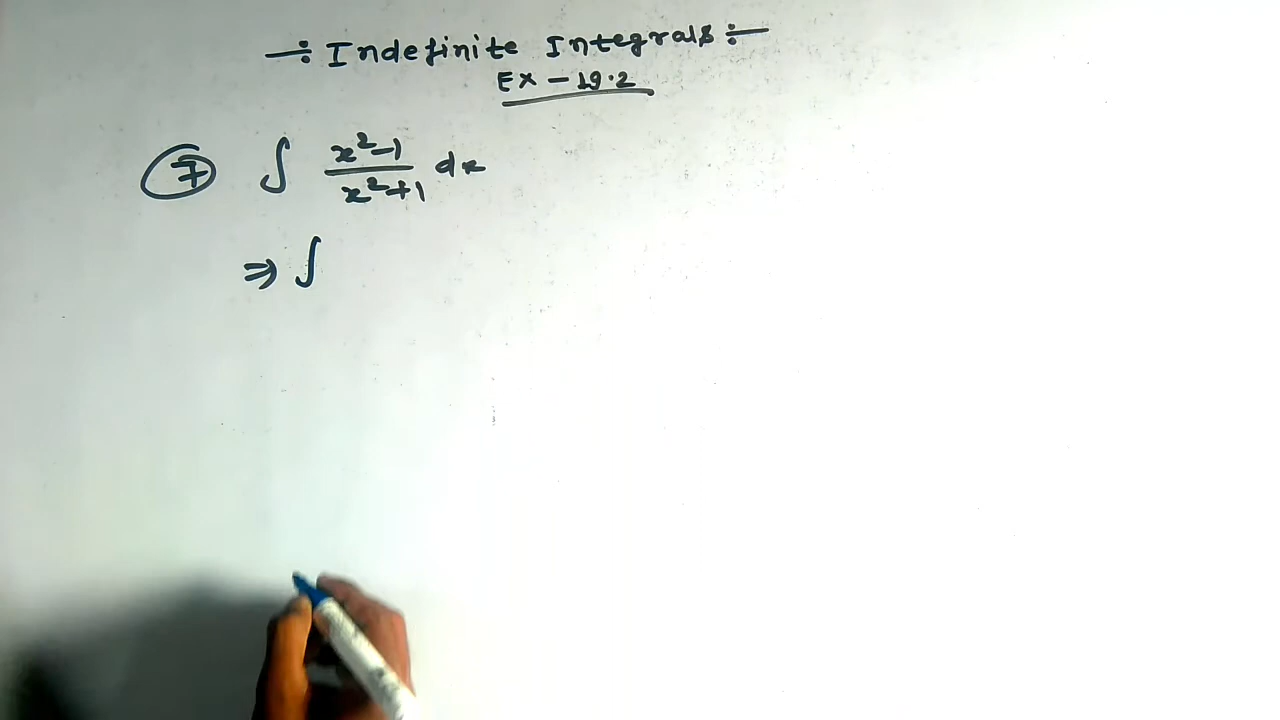 ÷ Indefinite Integrals ÷
EX - 19.2
7 ∫ x²-1/x²+1 dx
⇒ ∫